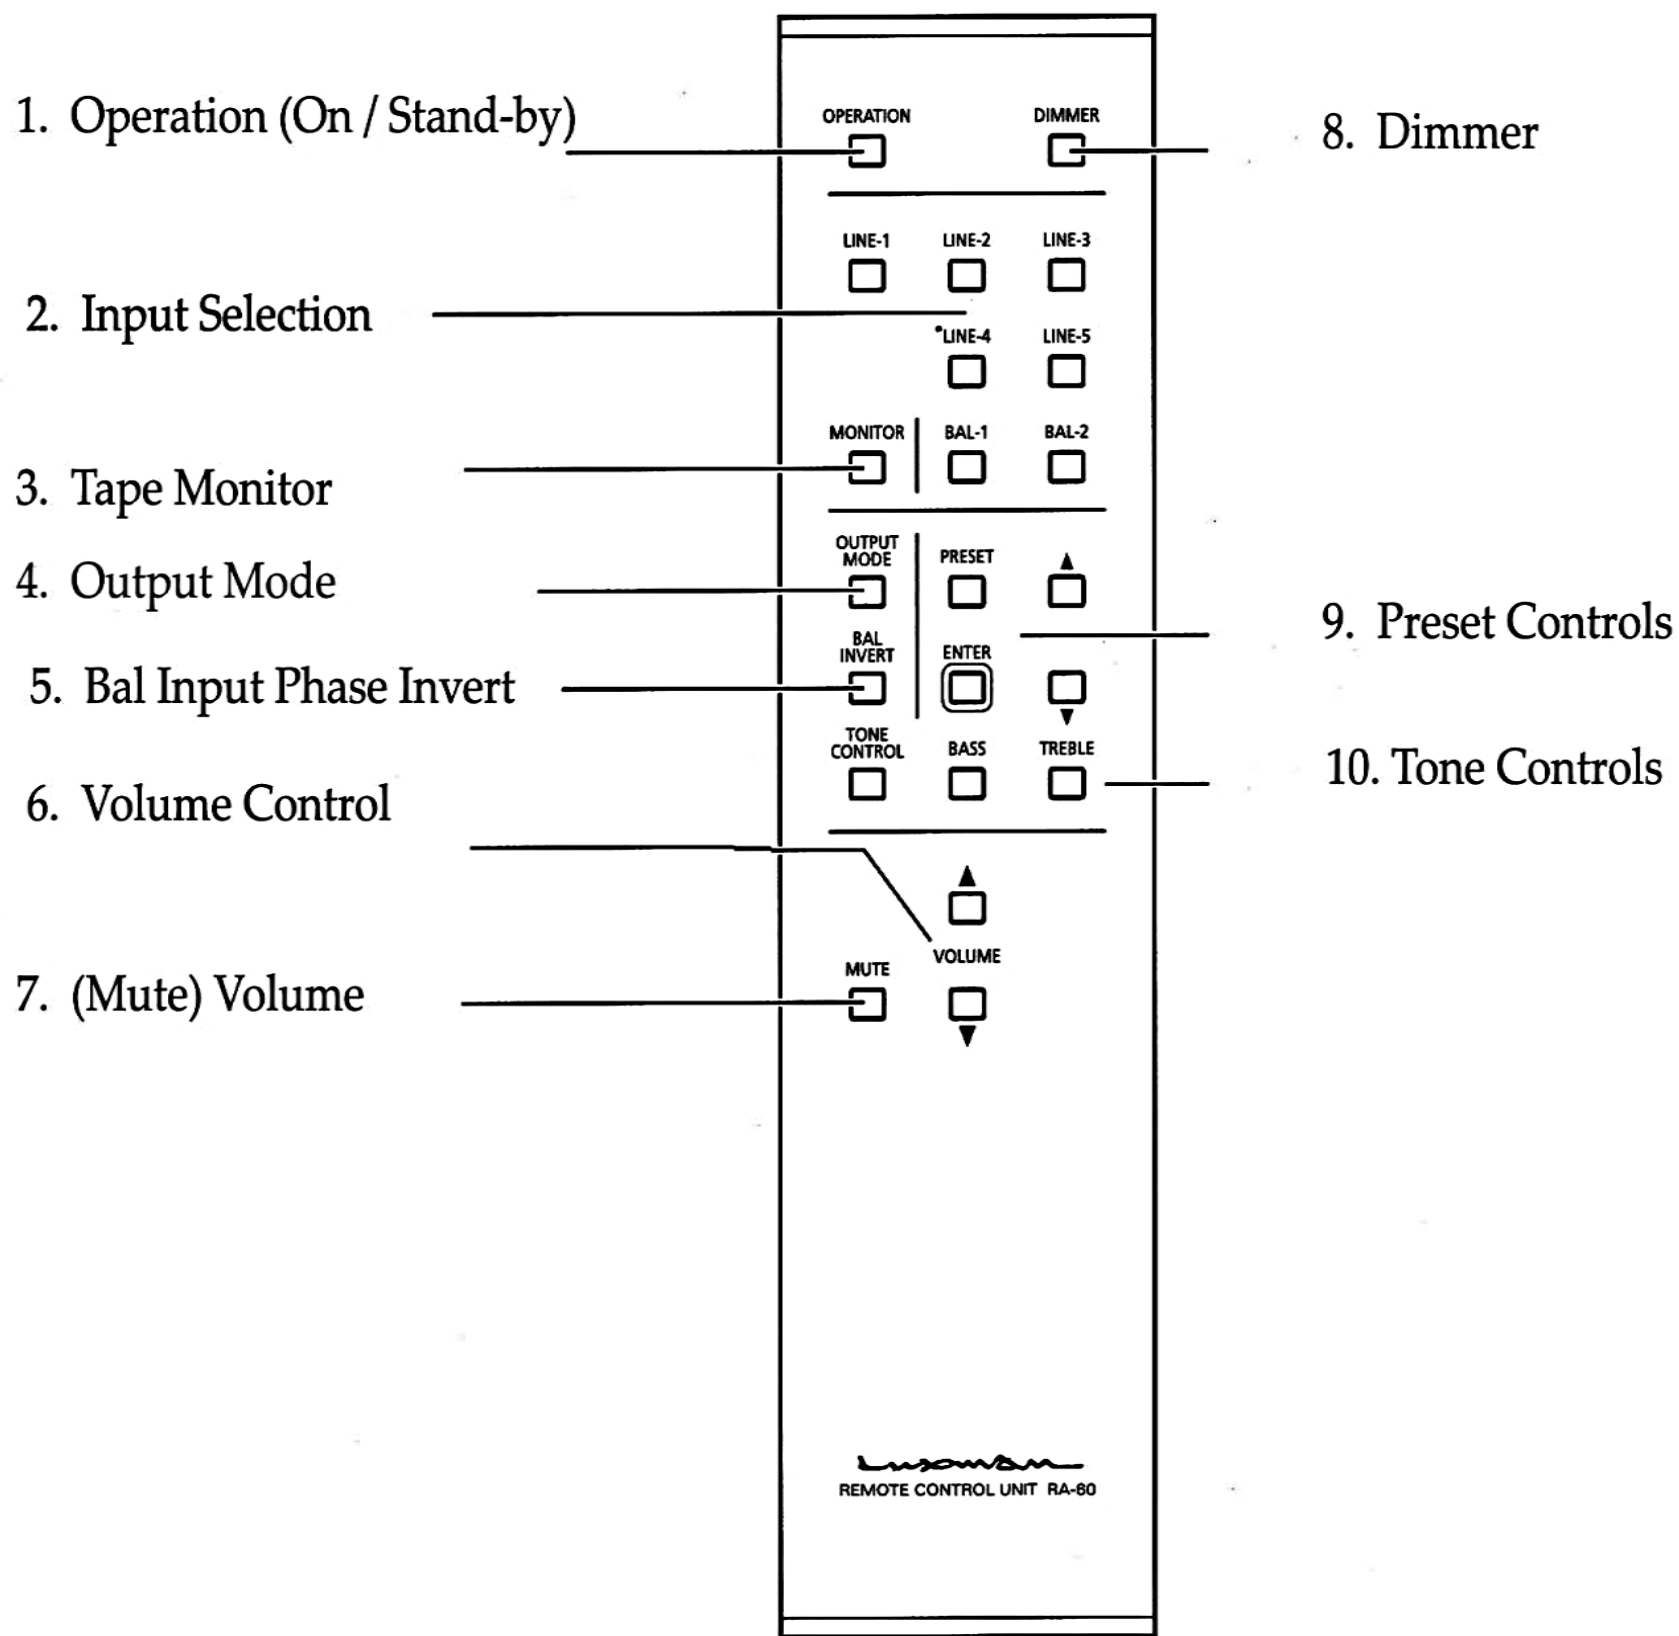 1. Operation (On / Stand-by)
2. Input Selection
3. Tape Monitor
4. Output Mode
5. Bal Input Phase Invert
6. Volume Control
7. (Mute) Volume
OPERATION DIMMER
LINE-1 LINE-2 LINE-3
LINE-4 LINE-5
MONITOR BAL-1 BAL-2
OUTPUT
MODE PRESET ▲
BAL
INVERT ENTER
▼
TONE
CONTROL BASS TREBLE
▲
VOLUME
MUTE
▼
Luxman
REMOTE CONTROL UNIT RA-60
8. Dimmer
9. Preset Controls
10. Tone Controls